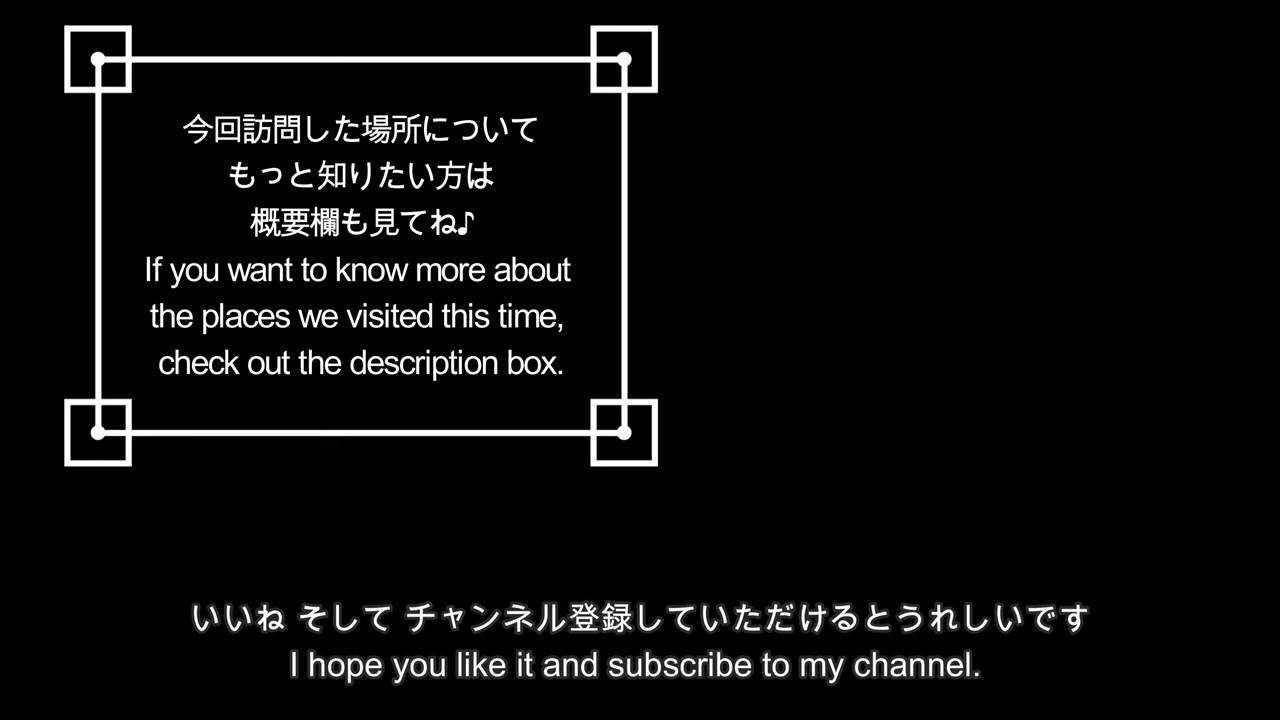 今回訪問した場所について
もっと知りたい方は
概要欄も見てね♪
If you want to know more about
the places we visited this time,
check out the description box.
いいね そして チャンネル登録していただけるとうれしいです
I hope you like it and subscribe to my channel.